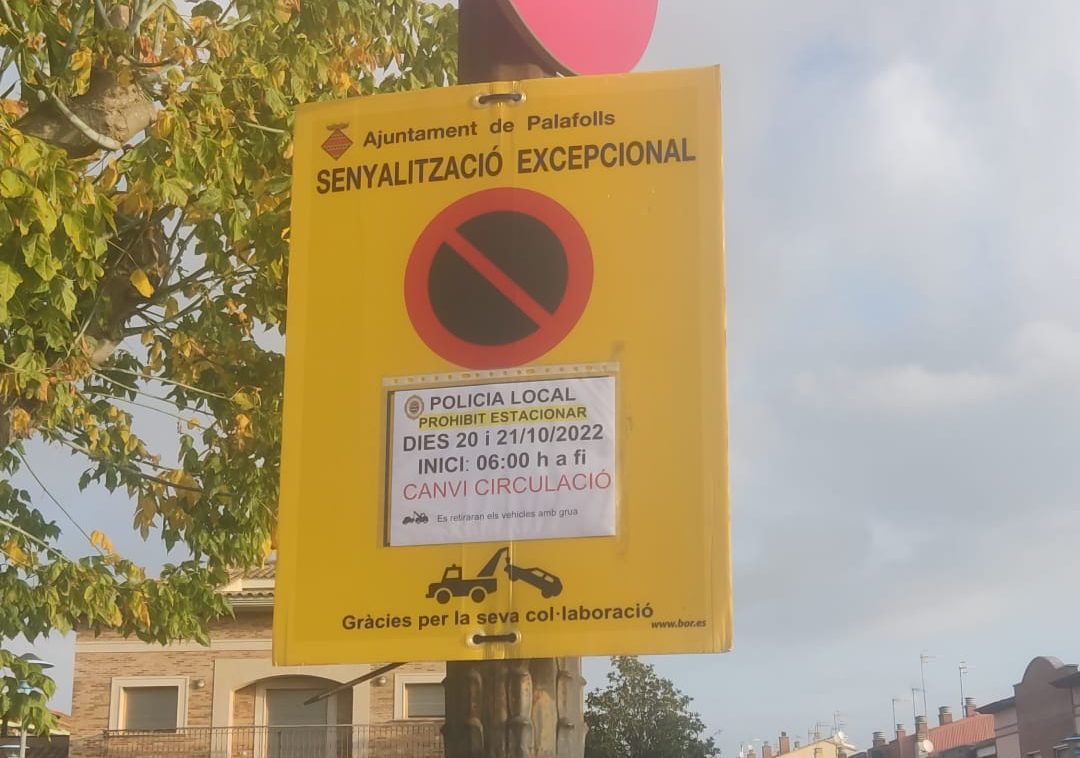 Ajuntament de Palafolls
SENYALITZACIÓ EXCEPCIONAL
POLICIA LOCAL
PROHIBIT ESTACIONAR
DIES 20 i 21/10/2022
INICI: 06:00 h a fi
CANVI CIRCULACIÓ
Es retiraran els vehicles amb grua
Gràcies per la seva col·laboració
www.bor.es